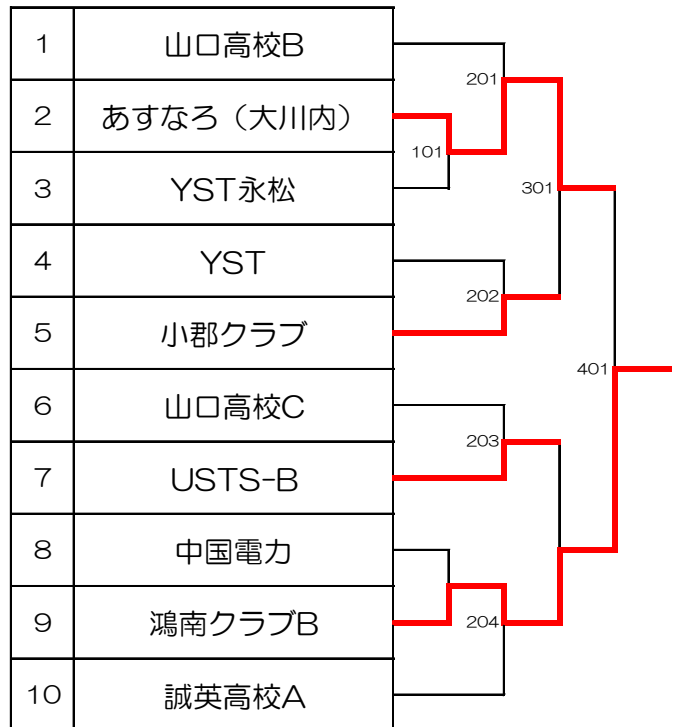 1 山口高校B
201
2 あすなろ（大川内）
101
3 YST永松
301
4 YST
202
5 小郡クラブ
401
6 山口高校C
203
7 USTS-B
8 中国電力
9 鴻南クラブB
204
10 誠英高校A